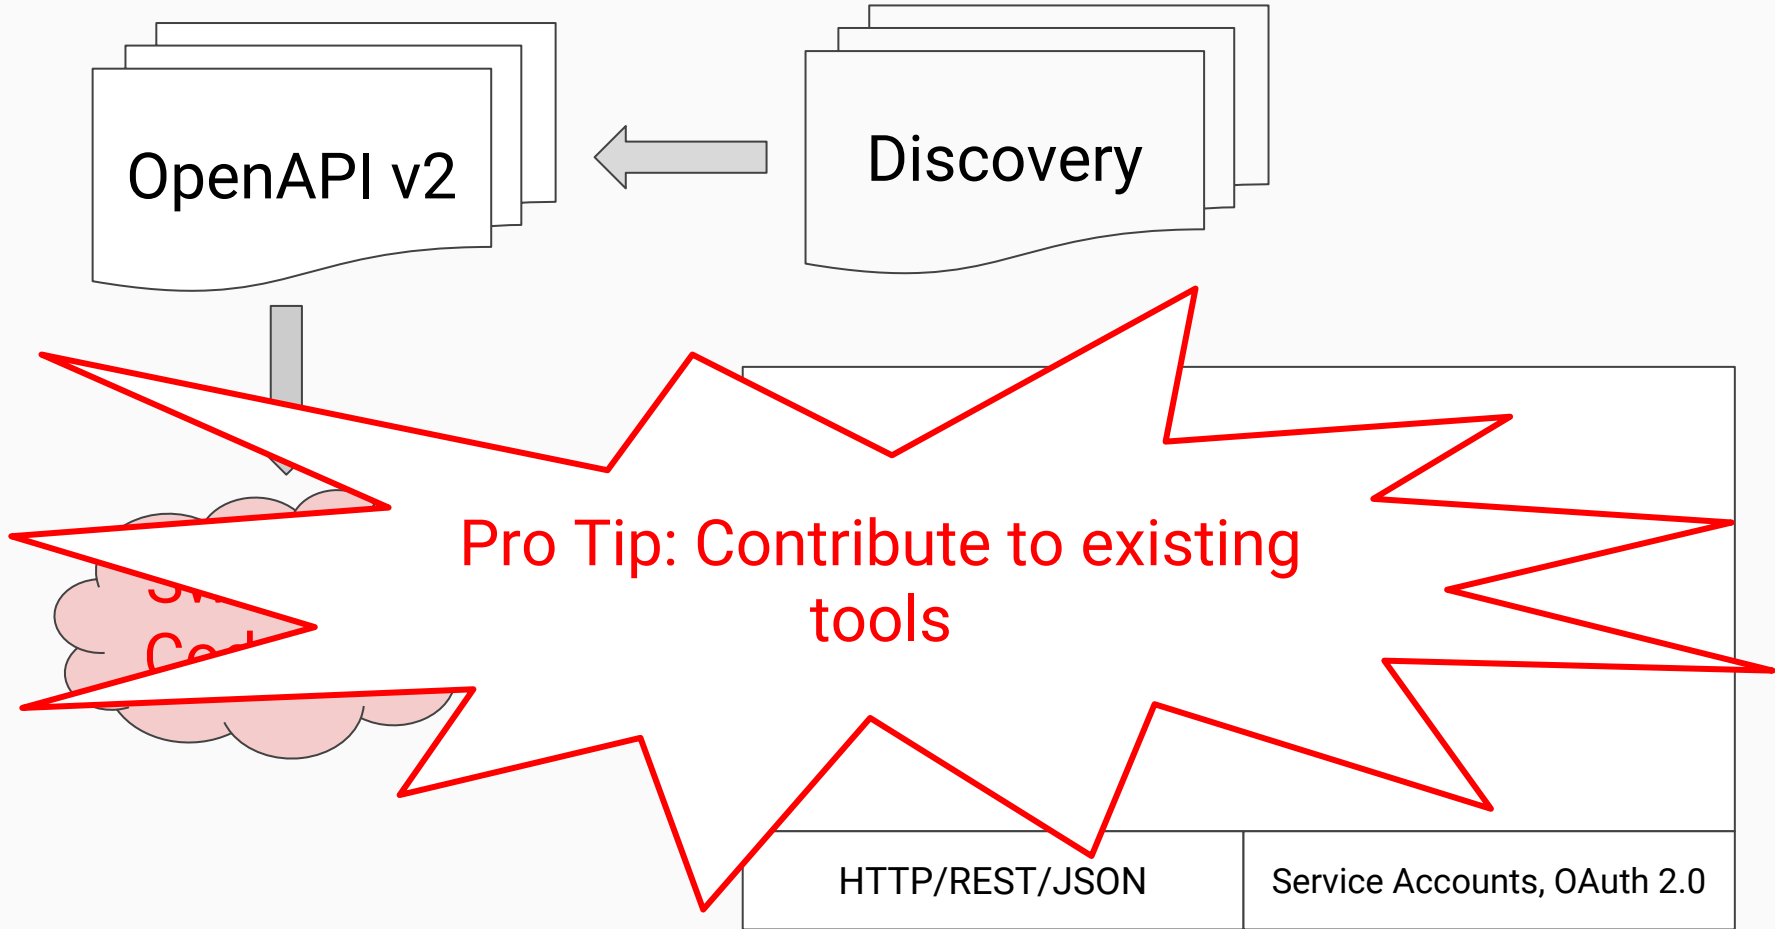 OpenAPI v2
Discovery
Pro Tip: Contribute to existing
tools
HTTP/REST/JSON
Service Accounts, OAuth 2.0